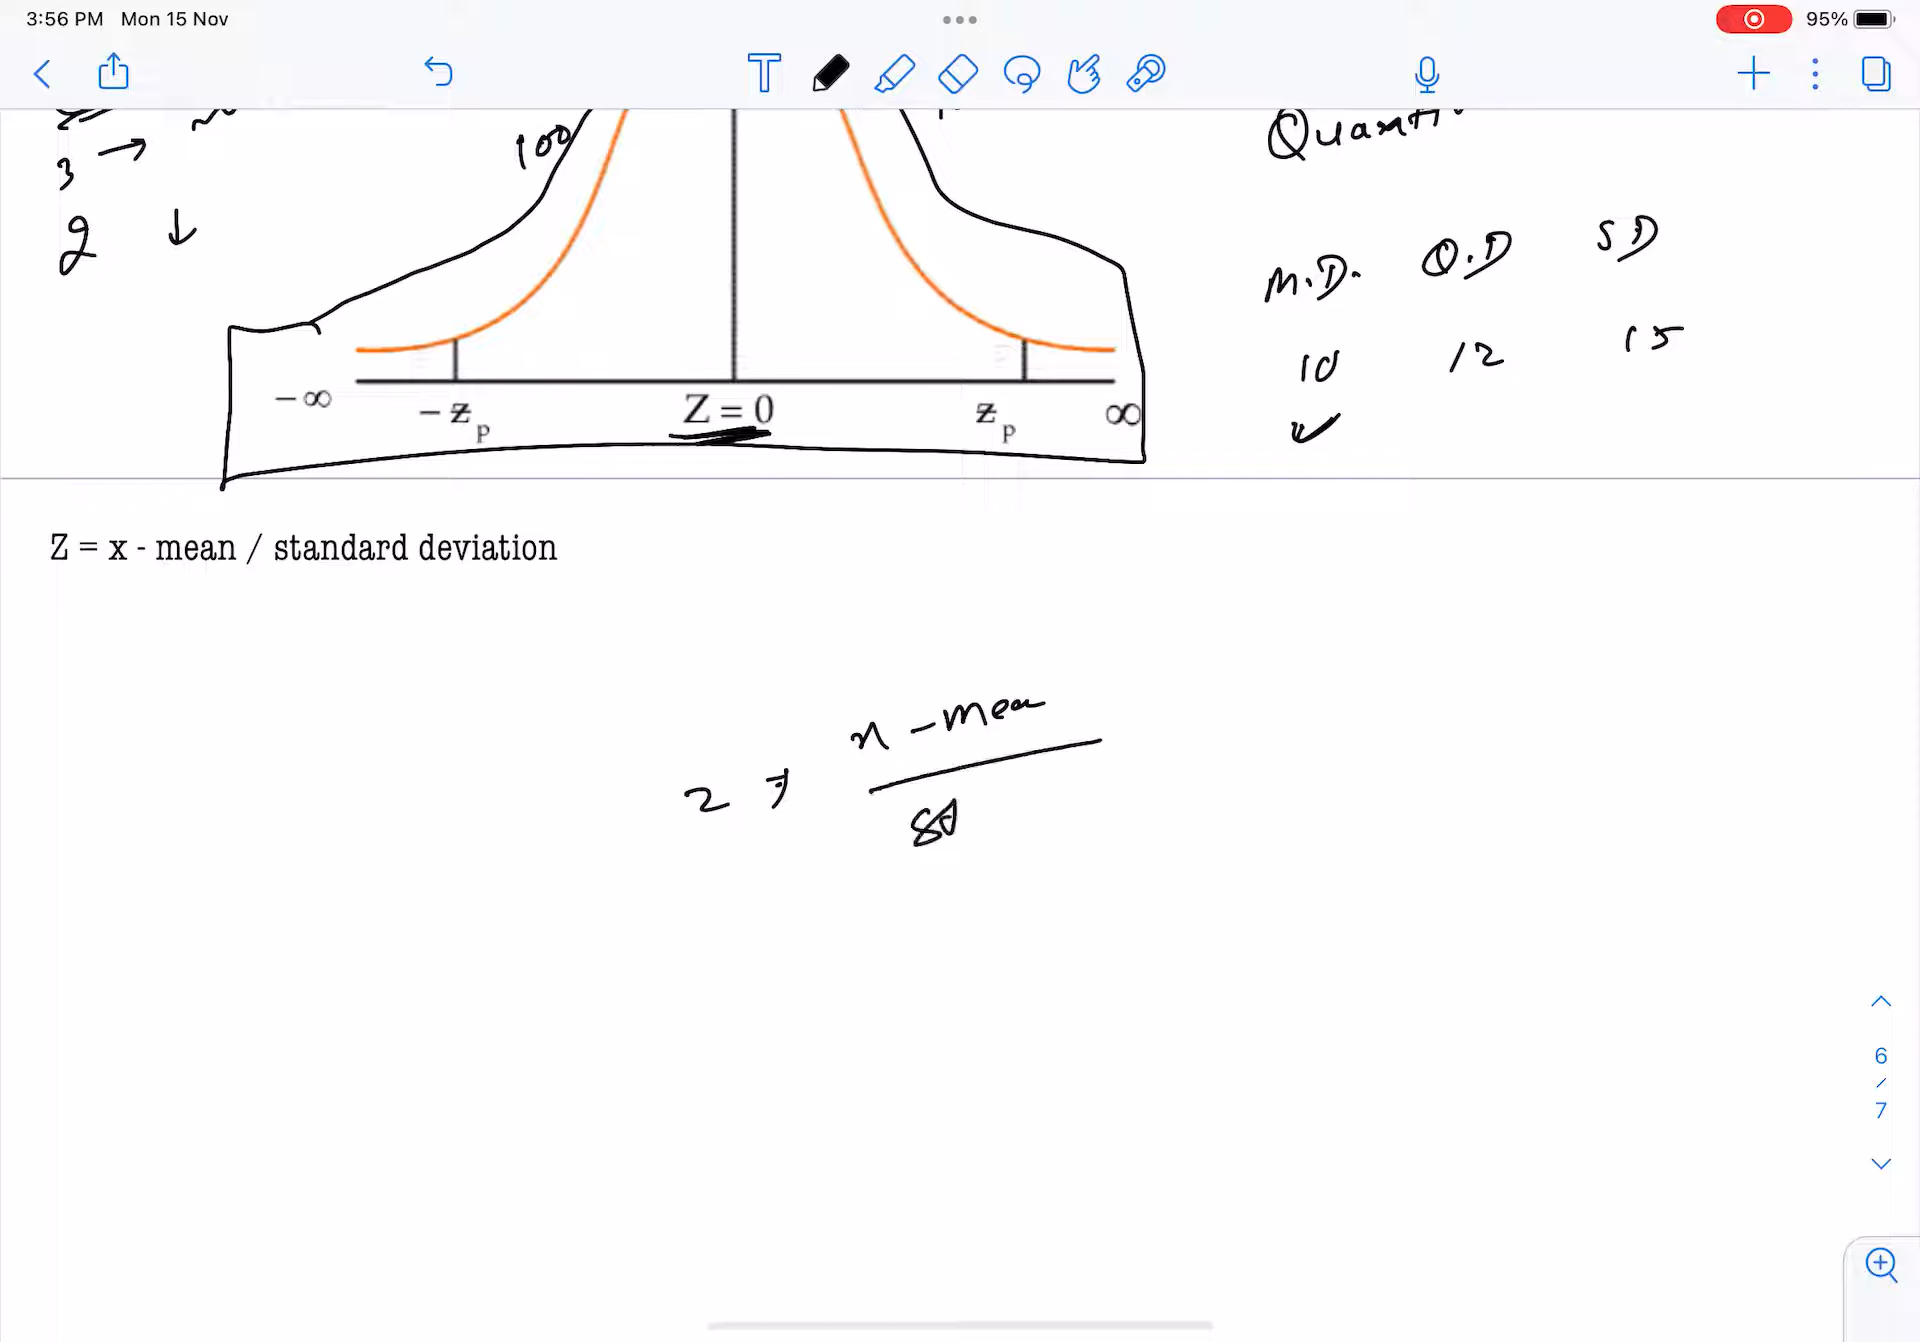 3:56 PM Mon 15 Nov
95%
3 →
100
2 ↓
M.D. Q.D SD
10 12 15
✓
−∞ −z p Z = 0 z p ∞
Z = x - mean / standard deviation
x - mean
z =
SD
6
/
7